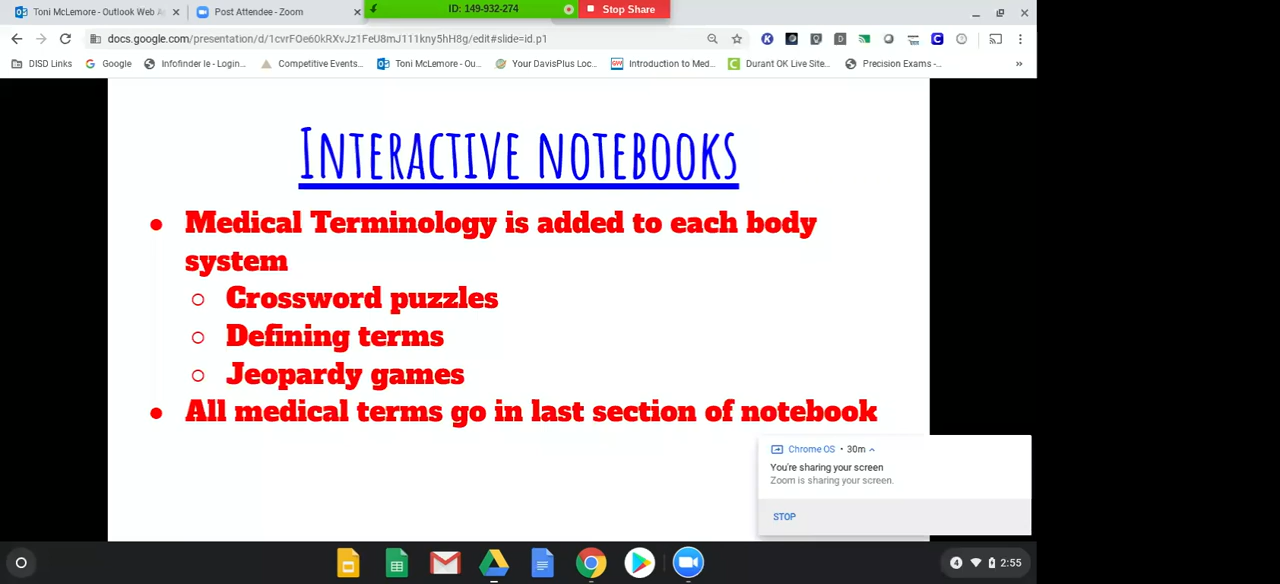 Toni McLemore - Outlook Web A
Post Attendee - Zoom
ID: 149-932-274
Stop Share
docs.google.com/presentation/d/1cvrFOe60kRXvJz1FeU8mJ111kny5hH8g/edit#slide=id.p1
DISD Links
Google
Infofinder le - Login...
Competitive Events...
Toni McLemore - Ou...
Your DavisPlus Loc...
Introduction to Med...
Durant OK Live Site...
Precision Exams -...
»
Interactive notebooks
• Medical Terminology is added to each body
system
○ Crossword puzzles
○ Defining terms
○ Jeopardy games
• All medical terms go in last section of notebook
Chrome OS • 30m
You're sharing your screen
Zoom is sharing your screen.
STOP
4
2:55